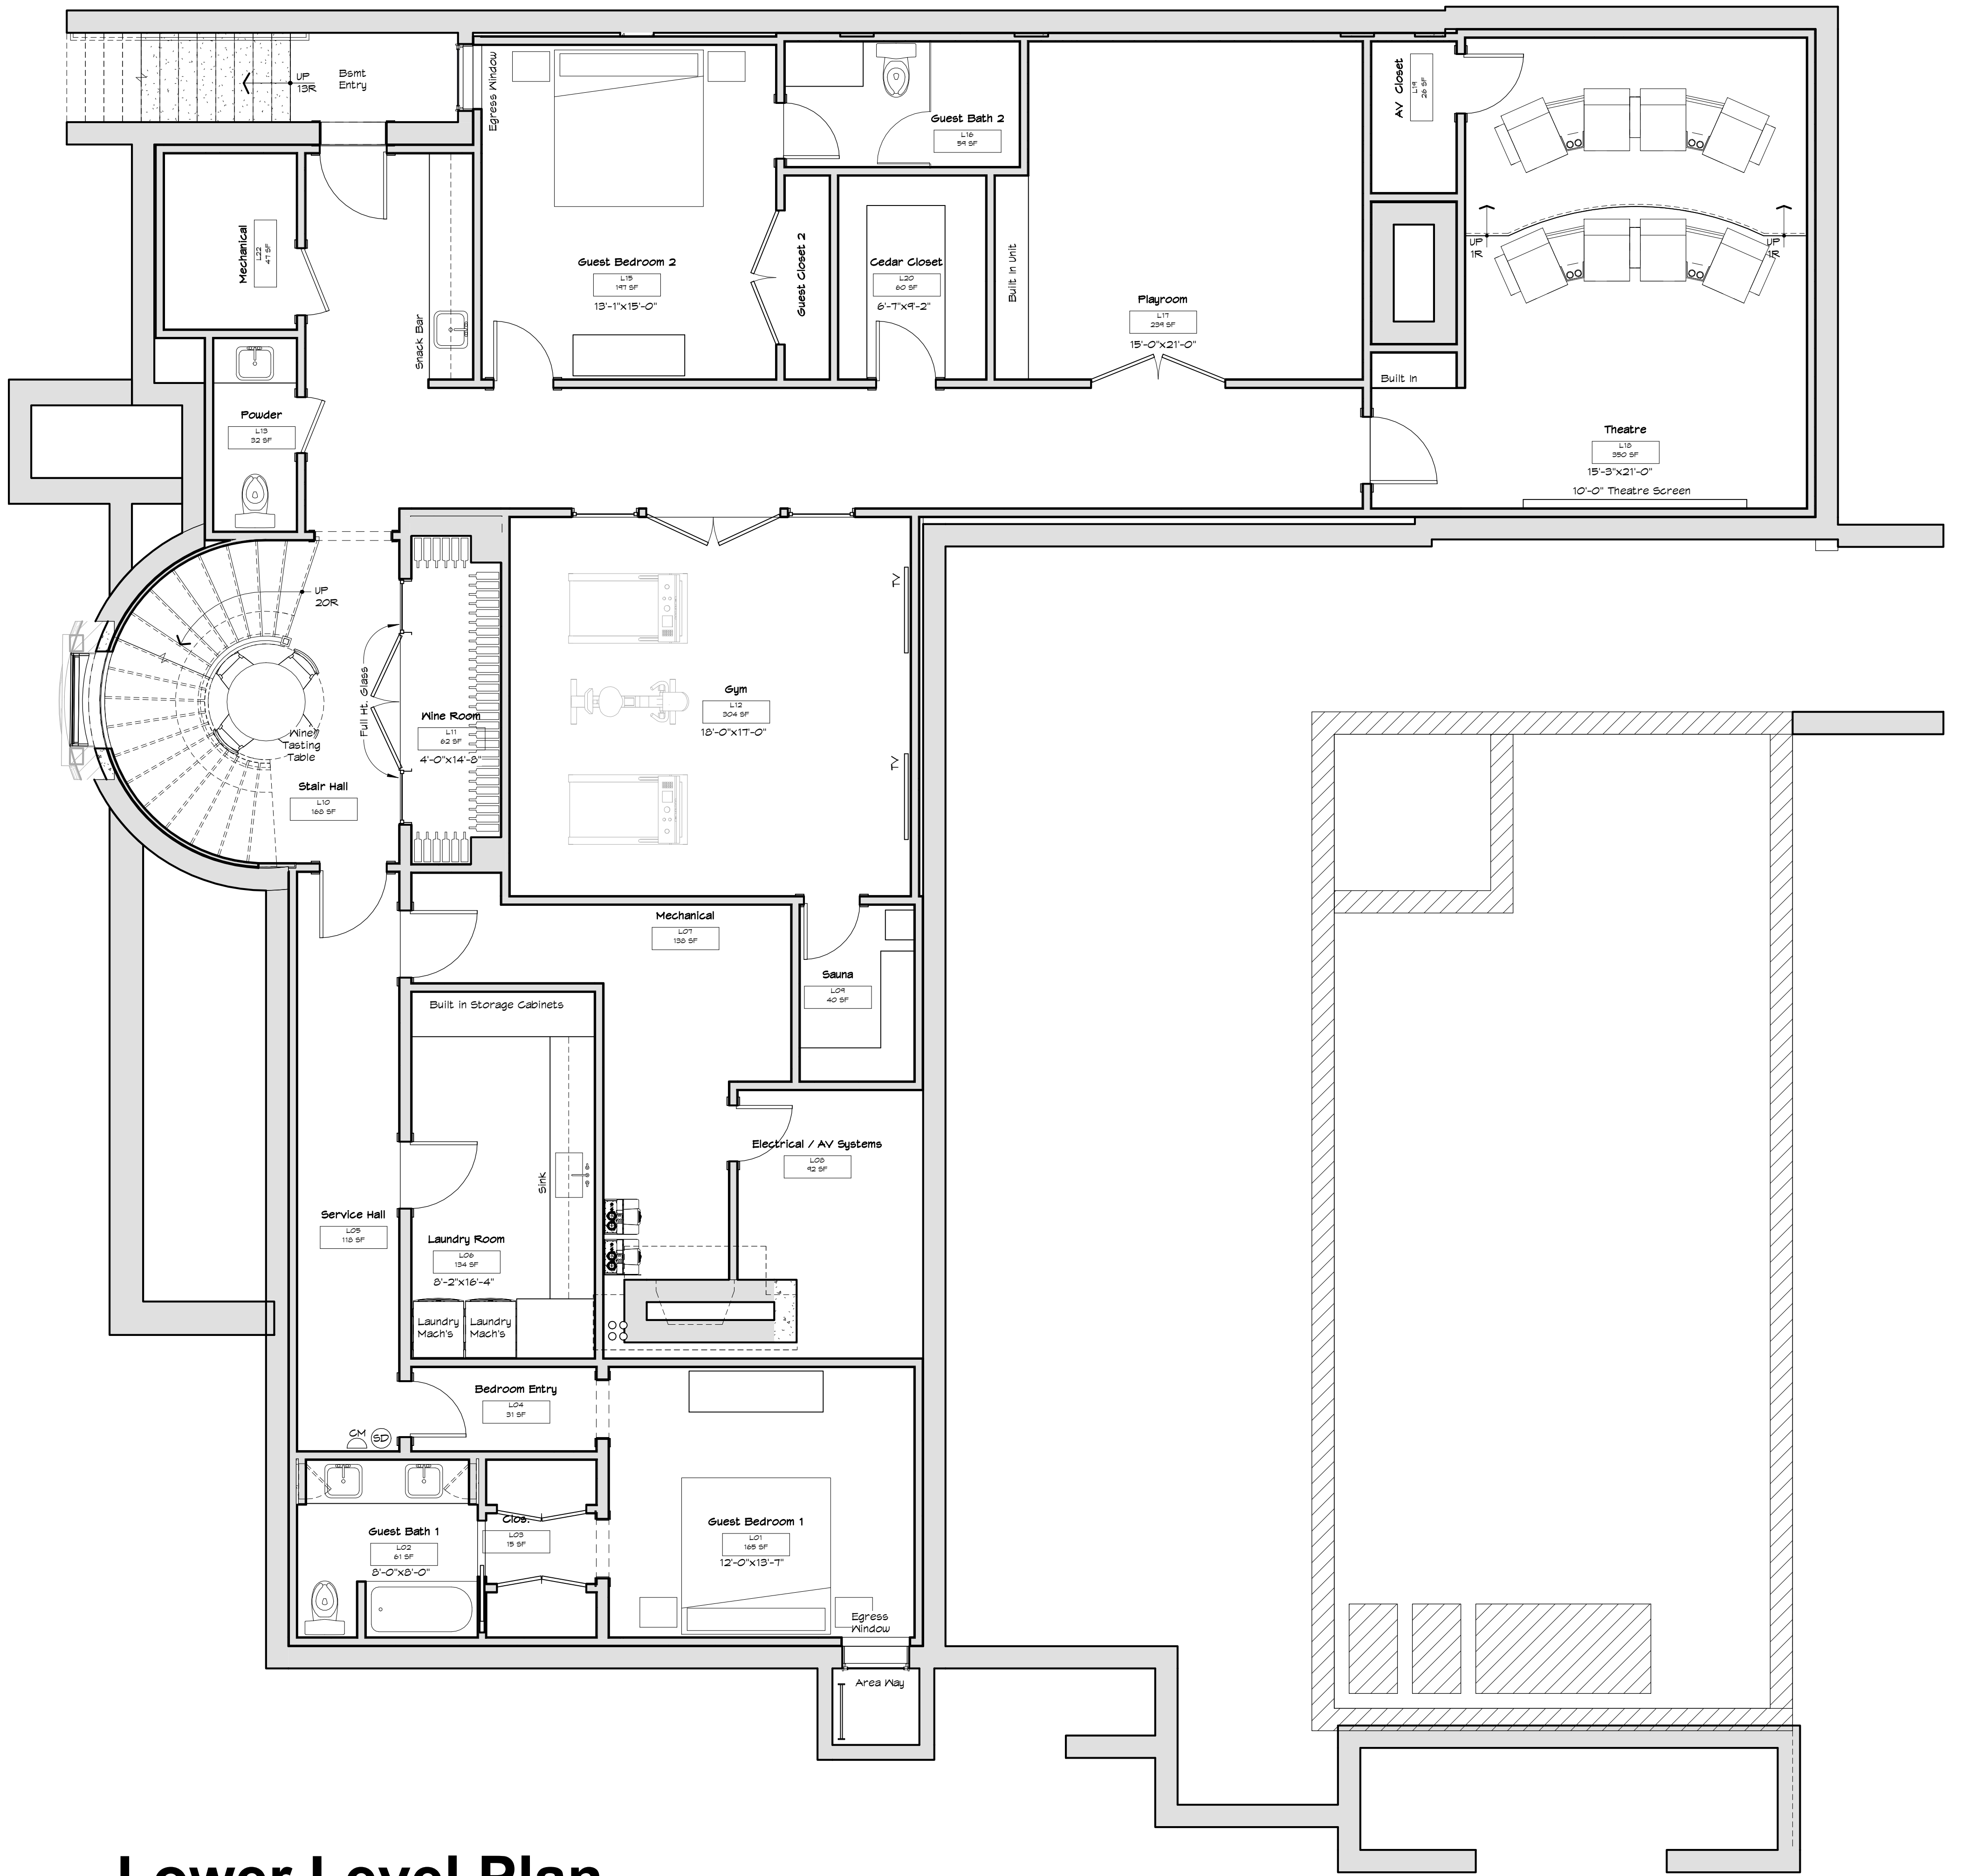 UP
13R
Bsmt
Entry
Egress Window
Guest Bath 2
L16
59 SF
AV Closet
L19
26 SF
Mechanical
L22
47 SF
Snack Bar
Guest Bedroom 2
L15
197 SF
13'-1"x15'-0"
Guest Closet 2
Cedar Closet
L20
60 SF
6'-7"x9'-2"
Built In Unit
Playroom
L17
239 SF
15'-0"x21'-0"
UP
1R
UP
1R
Built In
Powder
L13
32 SF
Theatre
L18
350 SF
15'-3"x21'-0"
10'-0" Theatre Screen
UP
20R
TV
Full Ht. Glass
Wine Room
L11
62 SF
4'-0"x14'-8"
Gym
L12
304 SF
18'-0"x17'-0"
Wine
Tasting
Table
TV
Stair Hall
L10
168 SF
Mechanical
L07
138 SF
Sauna
L09
40 SF
Built in Storage Cabinets
Electrical / AV Systems
L08
92 SF
Sink
Service Hall
L05
118 SF
Laundry Room
L06
134 SF
8'-2"x16'-4"
Laundry
Mach's
Laundry
Mach's
Bedroom Entry
L04
31 SF
CM
SD
Guest Bath 1
L02
61 SF
8'-0"x8'-0"
Clos.
L03
15 SF
Guest Bedroom 1
L01
165 SF
12'-0"x13'-7"
Egress
Window
Area Way
Lower Level Plan